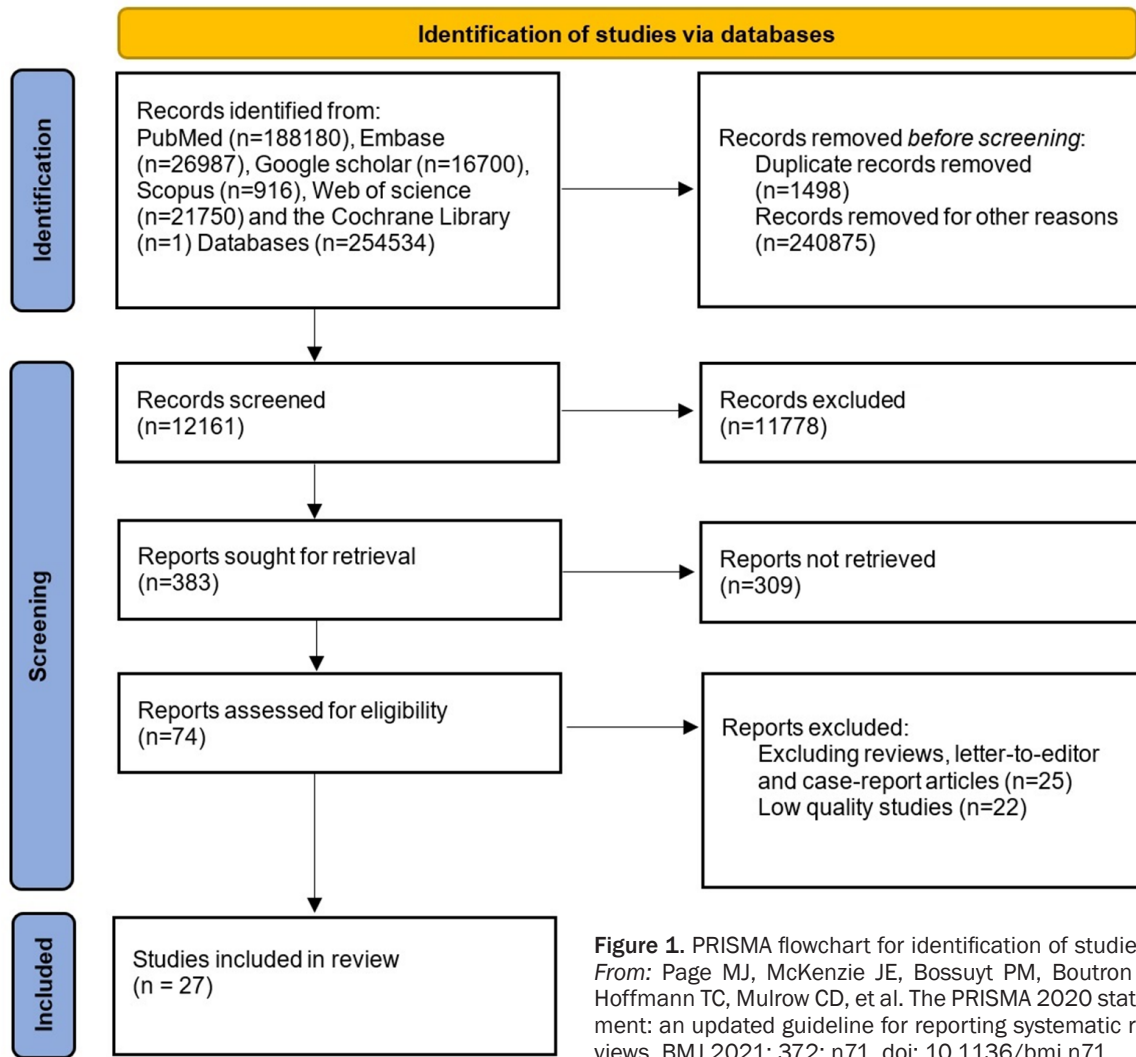 Identification of studies via databases
Identification
Records identified from:
PubMed (n=188180), Embase
(n=26987), Google scholar (n=16700),
Scopus (n=916), Web of science
(n=21750) and the Cochrane Library
(n=1) Databases (n=254534)
Records removed before screening:
Duplicate records removed
(n=1498)
Records removed for other reasons
(n=240875)
Screening
Records screened
(n=12161)
Records excluded
(n=11778)
Reports sought for retrieval
(n=383)
Reports not retrieved
(n=309)
Reports assessed for eligibility
(n=74)
Reports excluded:
Excluding reviews, letter-to-editor
and case-report articles (n=25)
Low quality studies (n=22)
Included
Studies included in review
(n = 27)
Figure 1. PRISMA flowchart for identification of studie
From: Page MJ, McKenzie JE, Bossuyt PM, Boutron
Hoffmann TC, Mulrow CD, et al. The PRISMA 2020 stat
ment: an updated guideline for reporting systematic r
views. BMJ 2021; 372: n71. doi: 10.1136/bmj.n71